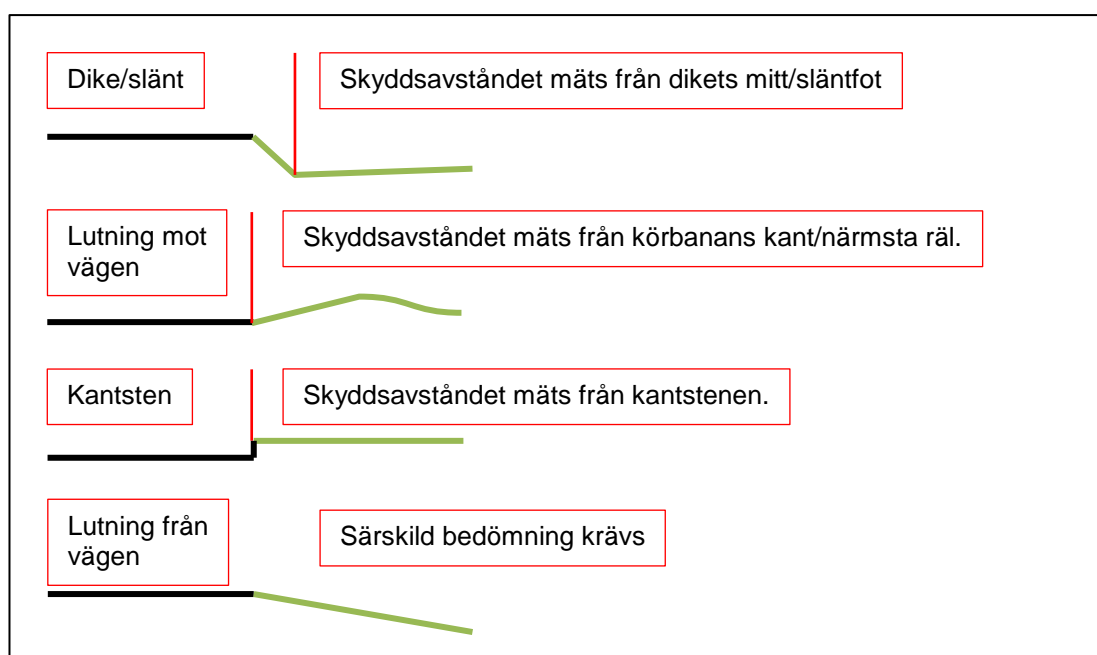 Dike/slänt
Skyddsavståndet mäts från dikets mitt/släntfot
Lutning mot
vägen
Skyddsavståndet mäts från körbanans kant/närmsta räl.
Kantsten
Skyddsavståndet mäts från kantstenen.
Lutning från
vägen
Särskild bedömning krävs